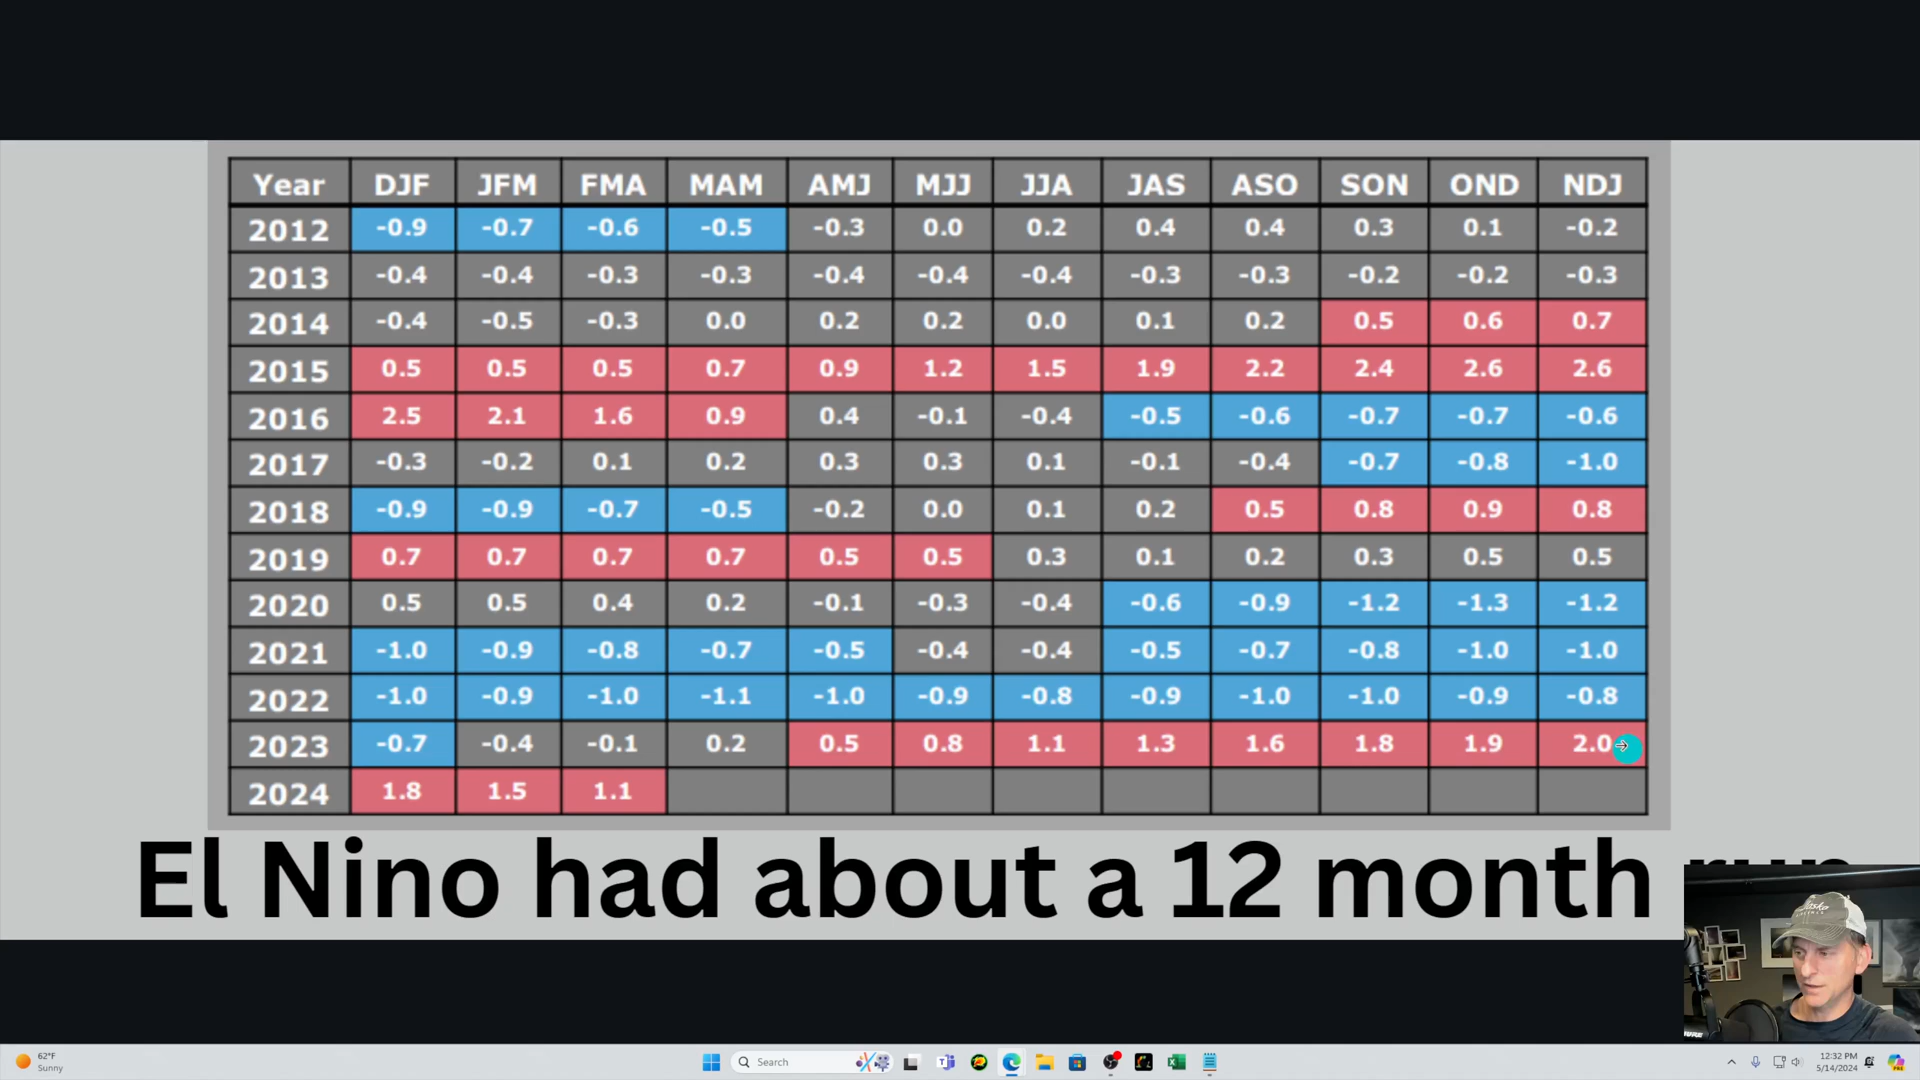 Year DJF JFM FMA MAM AMJ MJJ JJA JAS ASO SON OND NDJ
2012 -0.9 -0.7 -0.6 -0.5 -0.3 0.0 0.2 0.4 0.4 0.3 0.1 -0.2
2013 -0.4 -0.4 -0.3 -0.3 -0.4 -0.4 -0.4 -0.3 -0.3 -0.2 -0.2 -0.3
2014 -0.4 -0.5 -0.3 0.0 0.2 0.2 0.0 0.1 0.2 0.5 0.6 0.7
2015 0.5 0.5 0.5 0.7 0.9 1.2 1.5 1.9 2.2 2.4 2.6 2.6
2016 2.5 2.1 1.6 0.9 0.4 -0.1 -0.4 -0.5 -0.6 -0.7 -0.7 -0.6
2017 -0.3 -0.2 0.1 0.2 0.3 0.3 0.1 -0.1 -0.4 -0.7 -0.8 -1.0
2018 -0.9 -0.9 -0.7 -0.5 -0.2 0.0 0.1 0.2 0.5 0.8 0.9 0.8
2019 0.7 0.7 0.7 0.7 0.5 0.5 0.3 0.1 0.2 0.3 0.5 0.5
2020 0.5 0.5 0.4 0.2 -0.1 -0.3 -0.4 -0.6 -0.9 -1.2 -1.3 -1.2
2021 -1.0 -0.9 -0.8 -0.7 -0.5 -0.4 -0.4 -0.5 -0.7 -0.8 -1.0 -1.0
2022 -1.0 -0.9 -1.0 -1.1 -1.0 -0.9 -0.8 -0.9 -1.0 -1.0 -0.9 -0.8
2023 -0.7 -0.4 -0.1 0.2 0.5 0.8 1.1 1.3 1.6 1.8 1.9 2.0
2024 1.8 1.5 1.1
El Nino had about a 12 month run
62°F
Sunny
Search
12:32 PM
5/14/2024